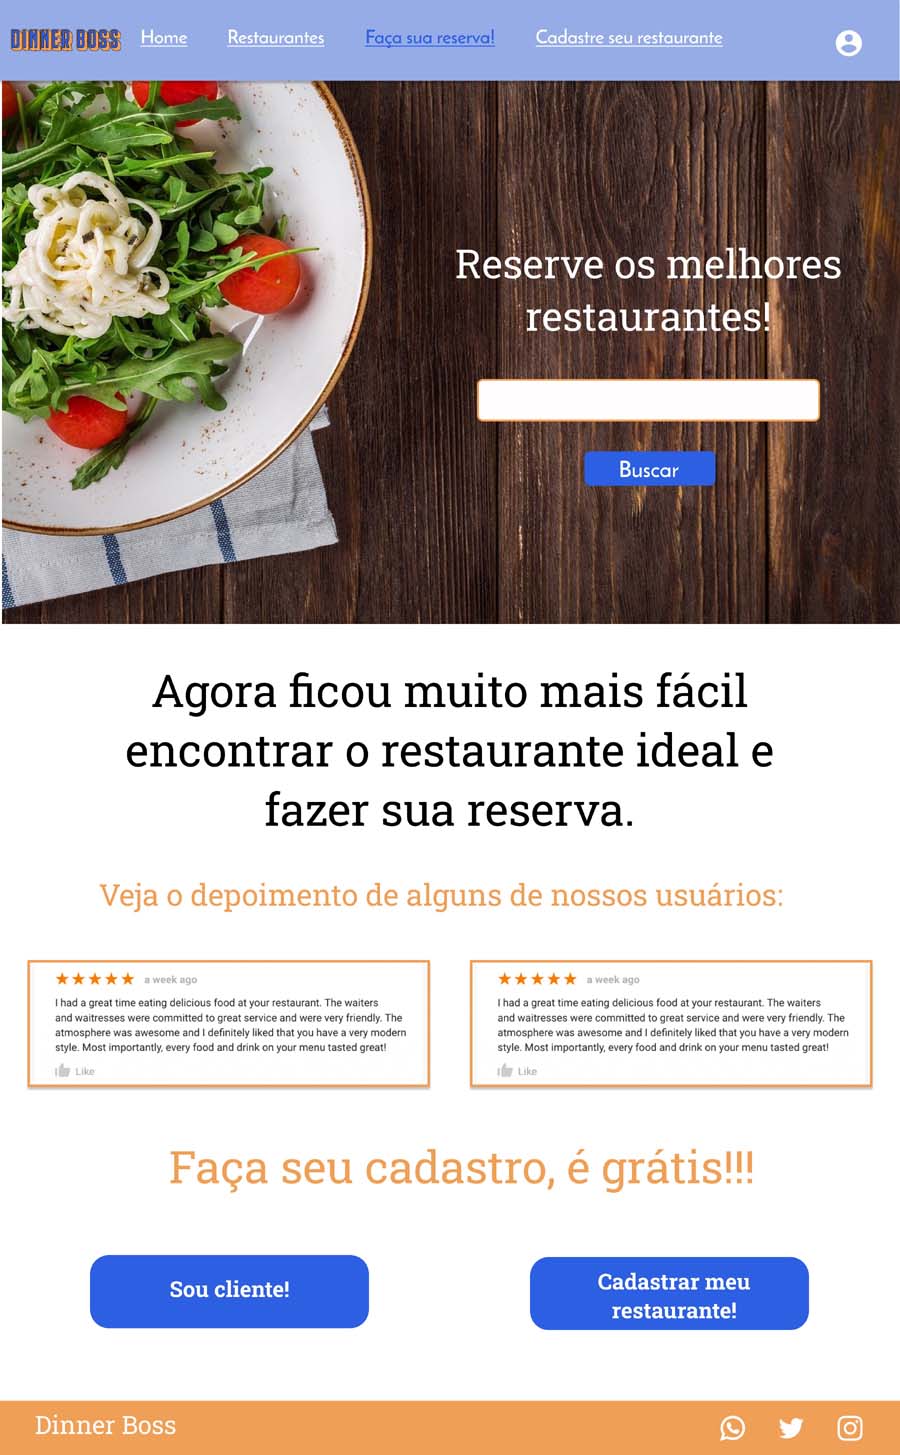 DINNER BOSS
Home
Restaurantes
Faça sua reserva!
Cadastre seu restaurante
Reserve os melhores
restaurantes!
Buscar
Agora ficou muito mais fácil
encontrar o restaurante ideal e
fazer sua reserva.
Veja o depoimento de alguns de nossos usuários:
a week ago
I had a great time eating delicious food at your restaurant. The waiters
and waitresses were committed to great service and were very friendly. The
atmosphere was awesome and I definitely liked that you have a very modern
style. Most importantly, every food and drink on your menu tasted great!
Like
a week ago
I had a great time eating delicious food at your restaurant. The waiters
and waitresses were committed to great service and were very friendly. The
atmosphere was awesome and I definitely liked that you have a very modern
style. Most importantly, every food and drink on your menu tasted great!
Like
Faça seu cadastro, é grátis!!!
Sou cliente!
Cadastrar meu
restaurante!
Dinner Boss